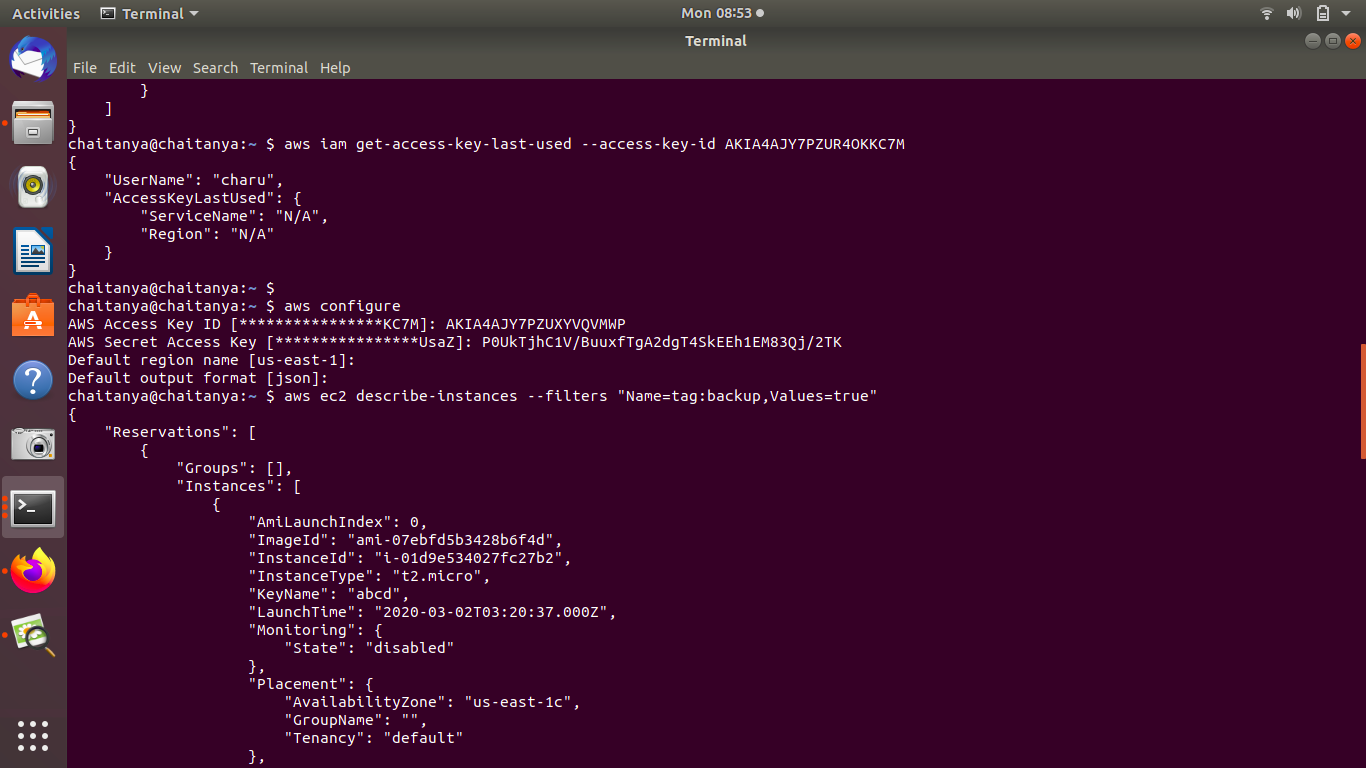 Activities Terminal Mon 08:53
Terminal
File Edit View Search Terminal Help
}
]
}
chaitanya@chaitanya:~ $ aws iam get-access-key-last-used --access-key-id AKIA4AJY7PZUR4OKKC7M
{
"UserName": "charu",
"AccessKeyLastUsed": {
"ServiceName": "N/A",
"Region": "N/A"
}
}
chaitanya@chaitanya:~ $
chaitanya@chaitanya:~ $ aws configure
AWS Access Key ID [****************KC7M]: AKIA4AJY7PZUXYVQVMWP
AWS Secret Access Key [****************UsaZ]: 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
Default region name [us-east-1]:
Default output format [json]:
chaitanya@chaitanya:~ $ aws ec2 describe-instances --filters "Name=tag:backup,Values=true"
{
"Reservations": [
{
"Groups": [],
"Instances": [
{
"AmiLaunchIndex": 0,
"ImageId": "ami-07ebfd5b3428b6f4d",
"InstanceId": "i-01d9e534027fc27b2",
"InstanceType": "t2.micro",
"KeyName": "abcd",
"LaunchTime": "2020-03-02T03:20:37.000Z",
"Monitoring": {
"State": "disabled"
},
"Placement": {
"AvailabilityZone": "us-east-1c",
"GroupName": "",
"Tenancy": "default"
},